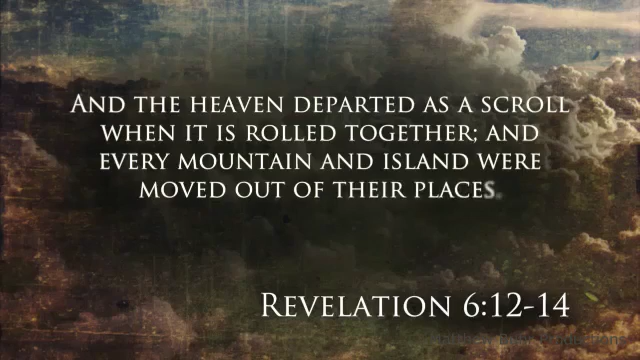 And the heaven departed as a scroll
when it is rolled together; and
every mountain and island were
moved out of their places.
Revelation 6:12-14